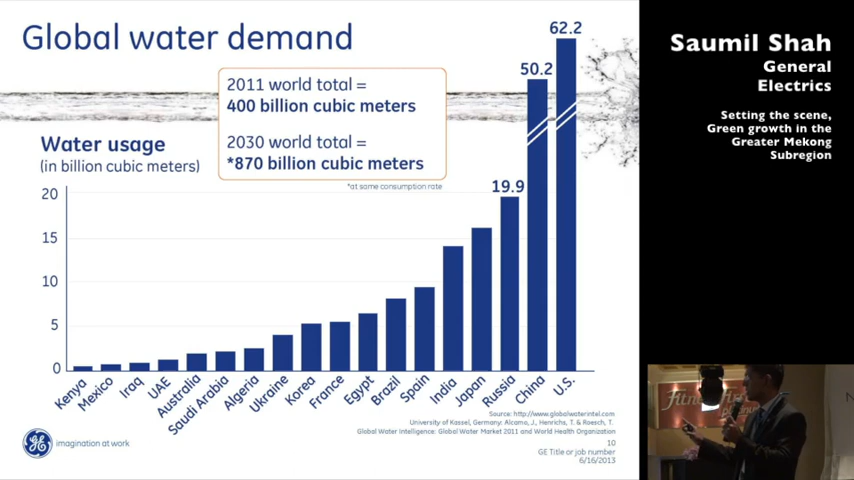 Global water demand
2011 world total =
400 billion cubic meters
2030 world total =
*870 billion cubic meters
*at same consumption rate
Water usage
(in billion cubic meters)
20
15
10
5
0
19.9
50.2
62.2
Kenya
Mexico
Iraq
UAE
Australia
Saudi Arabia
Algeria
Ukraine
Korea
France
Egypt
Brazil
Spain
India
Japan
Russia
China
U.S.
Source: http://www.globalwaterintel.com
University of Kassel, Germany: Alcamo, J., Henrichs, T. & Roesch, T.
Global Water Intelligence: Global Water Market 2011 and World Health Organization
10
GE Title or job number
6/16/2013
imagination at work
Saumil Shah
General
Electrics
Setting the scene,
Green growth in the
Greater Mekong
Subregion